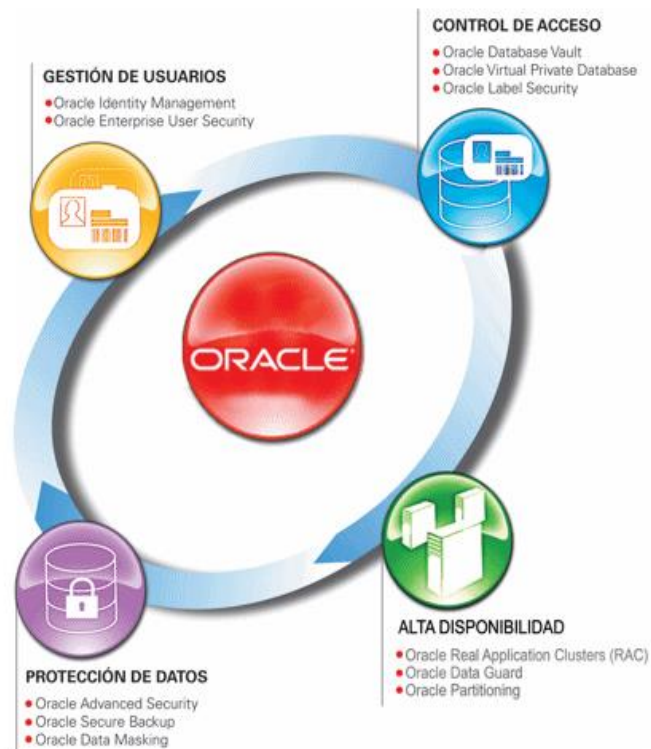 CONTROL DE ACCESO
• Oracle Database Vault
• Oracle Virtual Private Database
• Oracle Label Security
GESTIÓN DE USUARIOS
• Oracle Identity Management
• Oracle Enterprise User Security
ORACLE
ALTA DISPONIBILIDAD
• Oracle Real Application Clusters (RAC)
• Oracle Data Guard
• Oracle Partitioning
PROTECCIÓN DE DATOS
• Oracle Advanced Security
• Oracle Secure Backup
• Oracle Data Masking